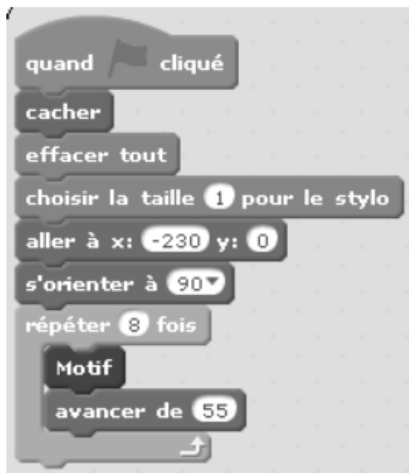 quand cliqué
cacher
effacer tout
choisir la taille 1 pour le stylo
aller à x: -230 y: 0
s'orienter à 90
répéter 8 fois
Motif
avancer de 55